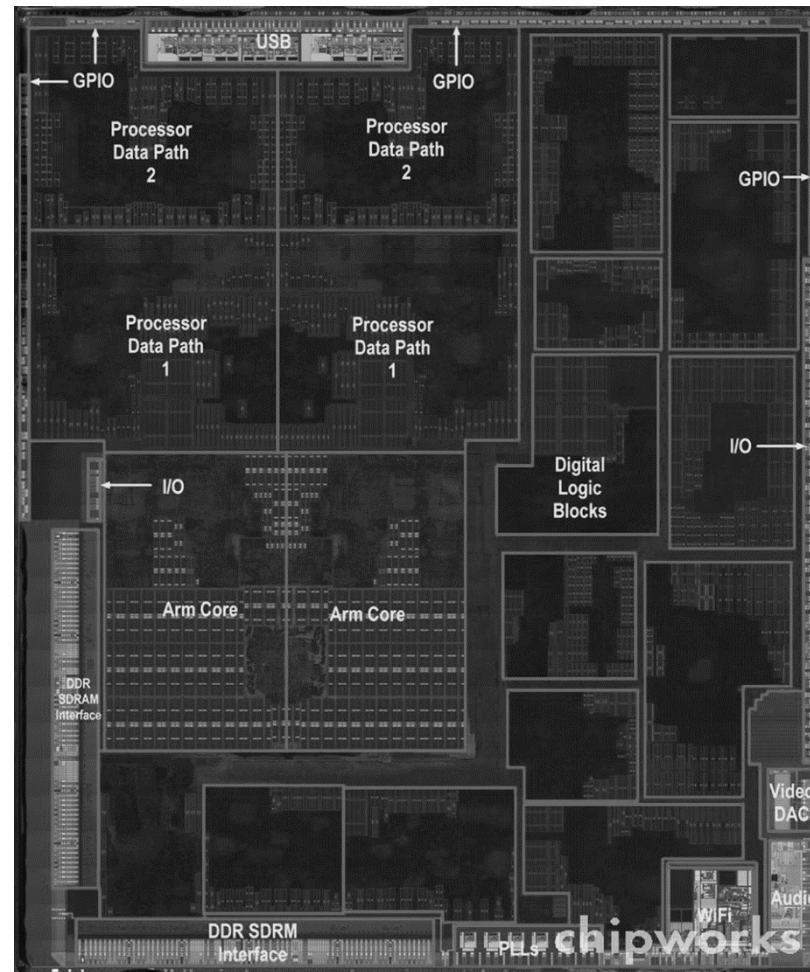 USB
GPIO
GPIO
Processor
Data Path
2
Processor
Data Path
2
GPIO
Processor
Data Path
1
Processor
Data Path
1
I/O
Digital
Logic
Blocks
I/O
Arm Core
Arm Core
DDR
SDRAM
Interface
Video
DAC
Audio
WiFi
DDR SDRM
Interface
PLLs
chipworks